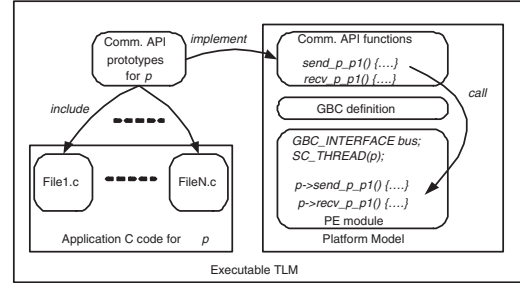 Comm. API
prototypes
for p
implement
include
File1.c
FileN.c
Application C code for p
Comm. API functions
send_p_p1() {....}
recv_p_p1() {....}
call
GBC definition
GBC_INTERFACE bus;
SC_THREAD(p);
p->send_p_p1() {....}
p->recv_p_p1() {....}
PE module
Platform Model
Executable TLM